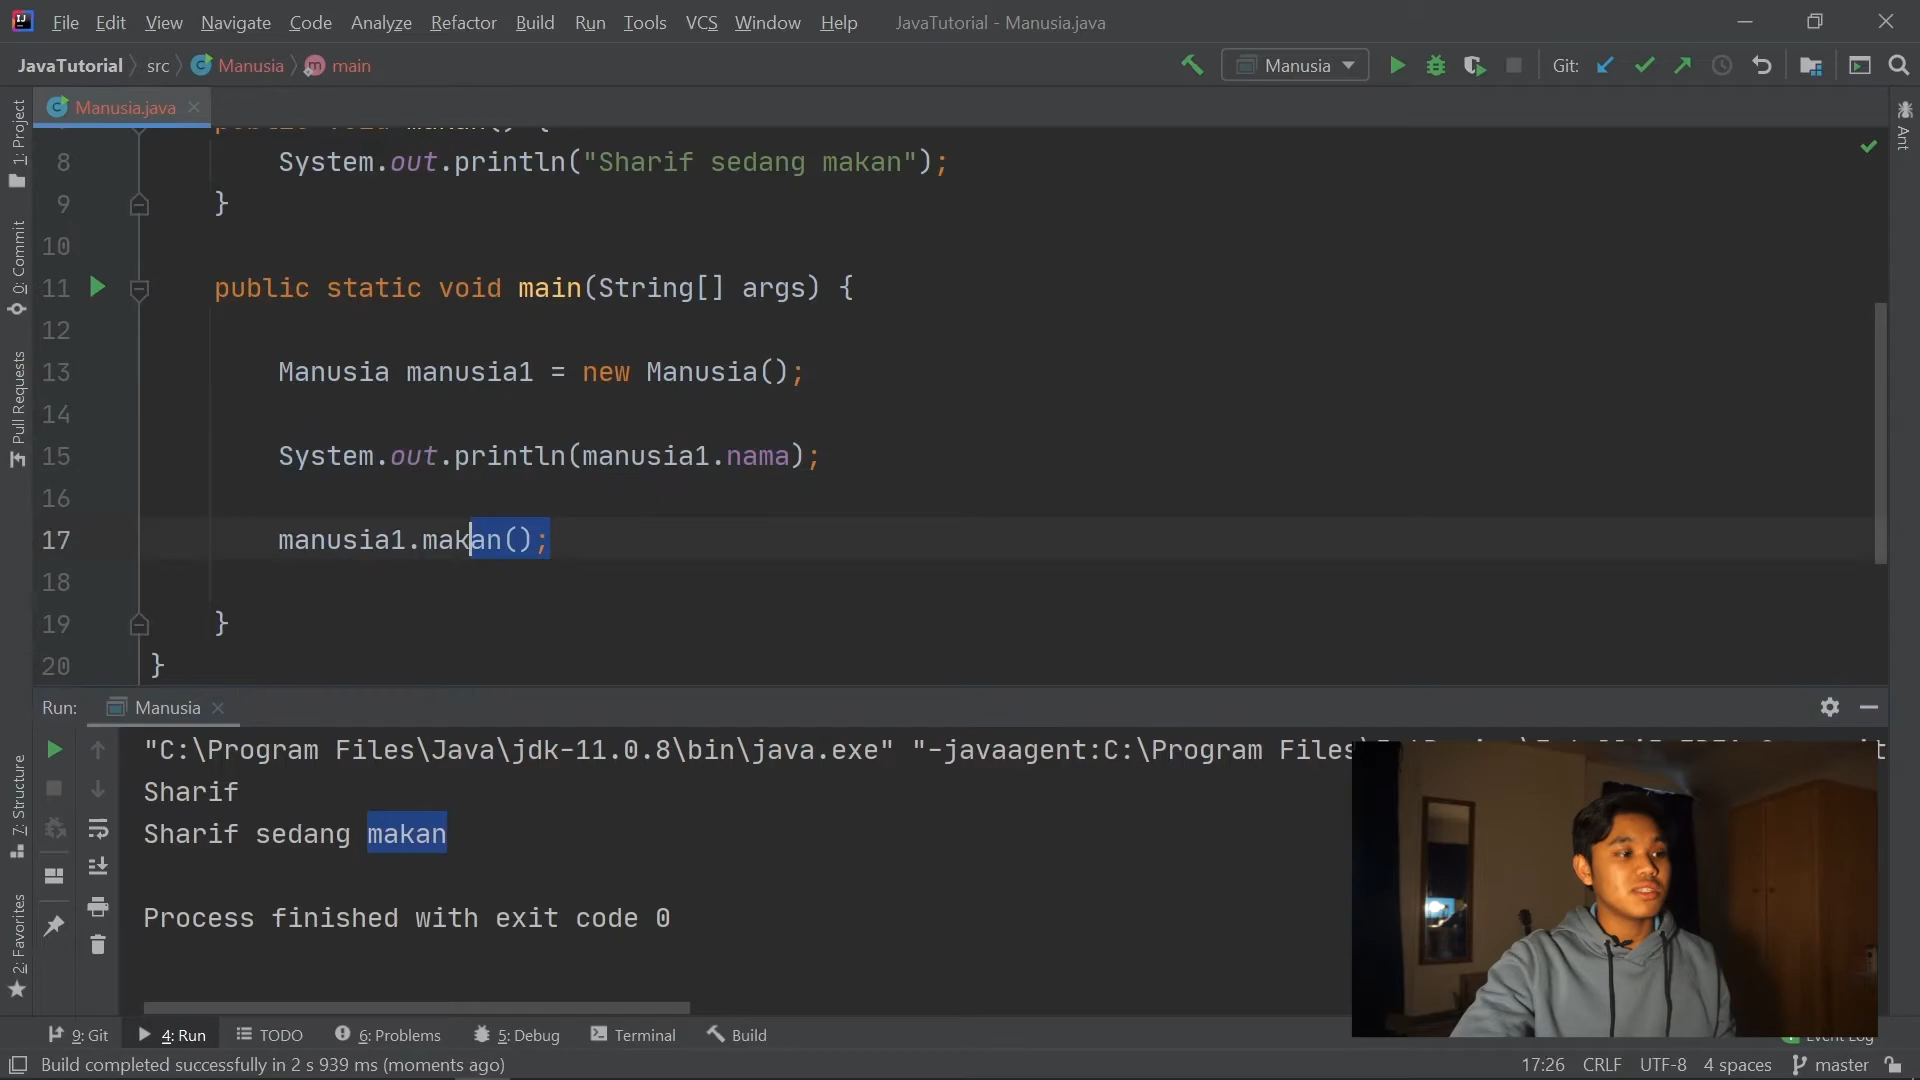 File Edit View Navigate Code Analyze Refactor Build Run Tools VCS Window Help JavaTutorial - Manusia.java
JavaTutorial src Manusia main Manusia Git:
Manusia.java
1: Project
0: Commit
Pull Requests
7: Structure
2: Favorites
Ant
8 System.out.println("Sharif sedang makan");
9 }
10
11 public static void main(String[] args) {
12
13 Manusia manusia1 = new Manusia();
14
15 System.out.println(manusia1.nama);
16
17 manusia1.makan();
18
19 }
20 }
Run: Manusia
"C:\Program Files\Java\jdk-11.0.8\bin\java.exe" "-javaagent:C:\Program Files\
Sharif
Sharif sedang makan
Process finished with exit code 0
9: Git 4: Run TODO 6: Problems 5: Debug Terminal Build Event Log
Build completed successfully in 2 s 939 ms (moments ago) 17:26 CRLF UTF-8 4 spaces master